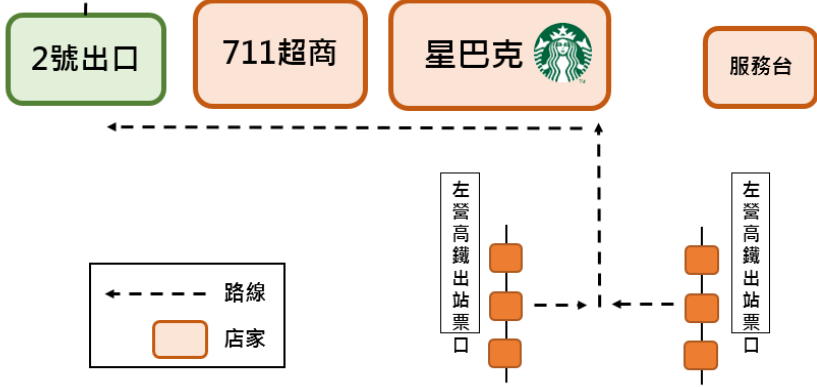 2號出口
711超商
星巴克
服務台
左營高鐵出站票口
左營高鐵出站票口
路線
店家